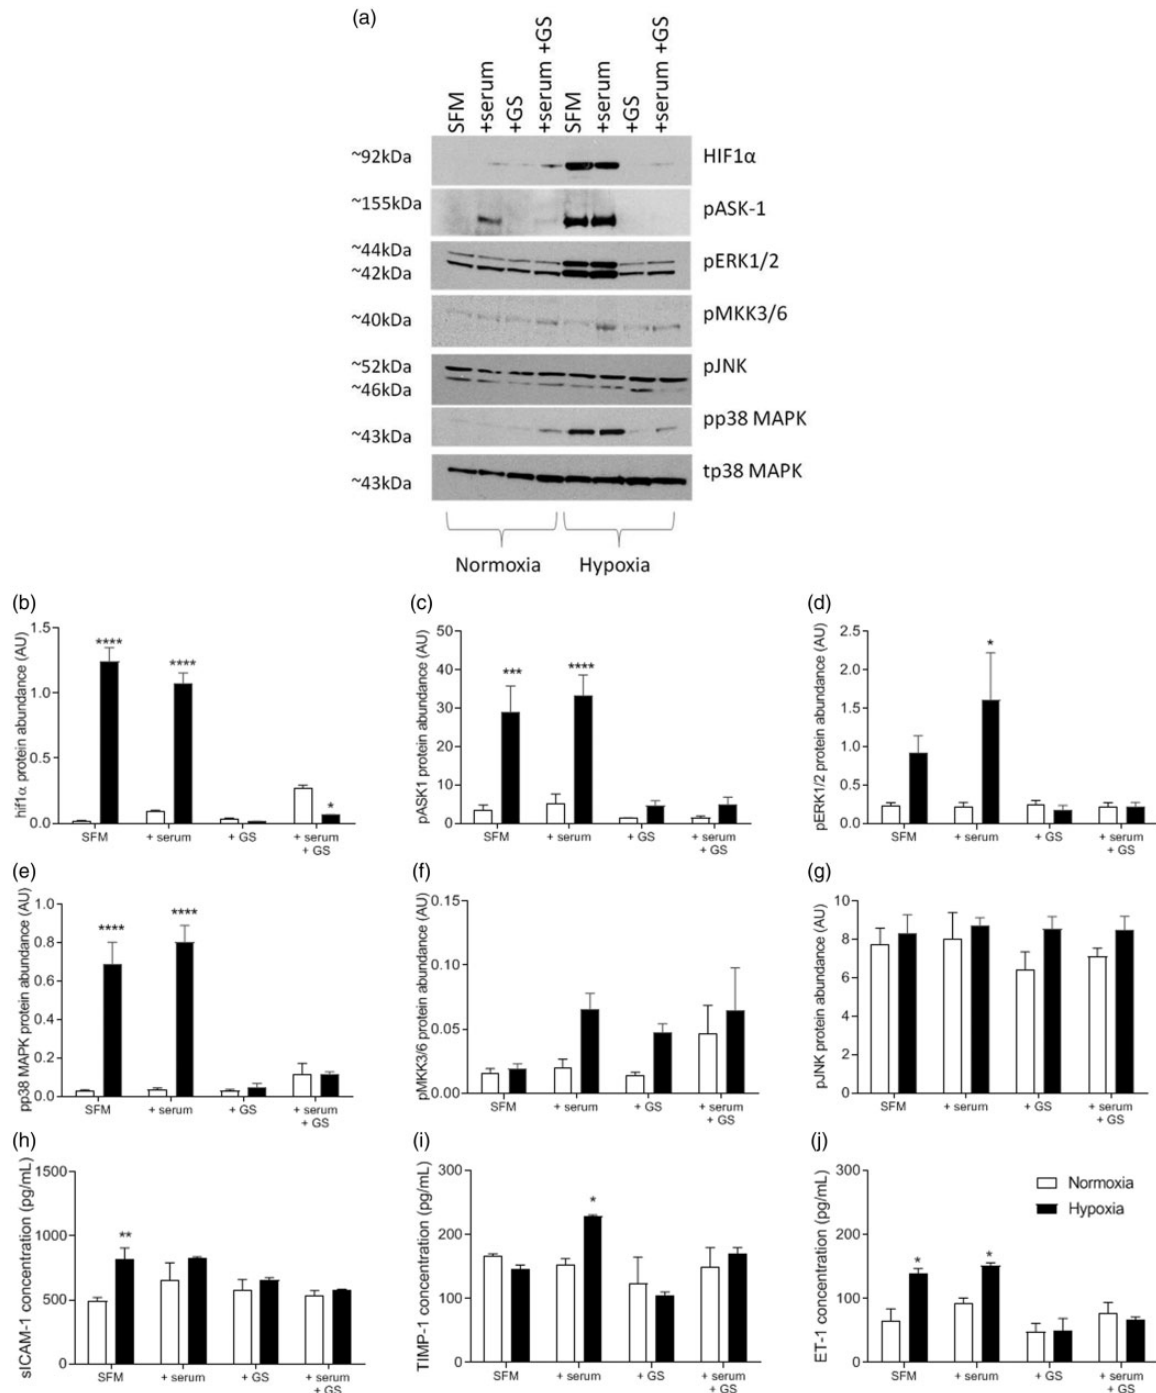 (a)
SFM
+serum
+GS
+serum +GS
SFM
+serum
+GS
+serum +GS
~92kDa
HIF1α
~155kDa
pASK-1
~44kDa
~42kDa
pERK1/2
~40kDa
pMKK3/6
~52kDa
~46kDa
pJNK
~43kDa
pp38 MAPK
~43kDa
tp38 MAPK
Normoxia
Hypoxia
(b)
hif1α protein abundance (AU)
1.5
1.0
0.5
0.0
****
****
*
SFM
+ serum
+ GS
+ serum
+ GS
(c)
pASK1 protein abundance (AU)
50
40
30
20
10
0
***
****
SFM
+ serum
+ GS
+ serum
+ GS
(d)
pERK1/2 protein abundance (AU)
2.5
2.0
1.5
1.0
0.5
0.0
*
SFM
+ serum
+ GS
+ serum
+ GS
(e)
pp38 MAPK protein abundance (AU)
1.0
0.8
0.6
0.4
0.2
0.0
****
****
SFM
+ serum
+ GS
+ serum
+ GS
(f)
pMKK3/6 protein abundance (AU)
0.15
0.10
0.05
0.00
SFM
+ serum
+ GS
+ serum
+ GS
(g)
pJNK protein abundance (AU)
10
8
6
4
2
0
SFM
+ serum
+ GS
+ serum
+ GS
(h)
sICAM-1 concentration (pg/mL)
1500
1000
500
0
**
SFM
+ serum
+ GS
+ serum
+ GS
(i)
TIMP-1 concentration (pg/mL)
300
200
100
0
*
SFM
+ serum
+ GS
+ serum
+ GS
(j)
ET-1 concentration (pg/mL)
300
200
100
0
Normoxia
Hypoxia
*
*
SFM
+ serum
+ GS
+ serum
+ GS